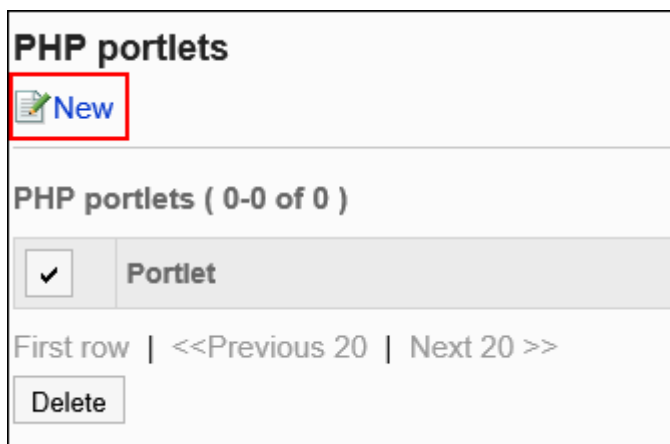 PHP portlets
New
PHP portlets ( 0-0 of 0 )
Portlet
First row | <<Previous 20 | Next 20 >>
Delete